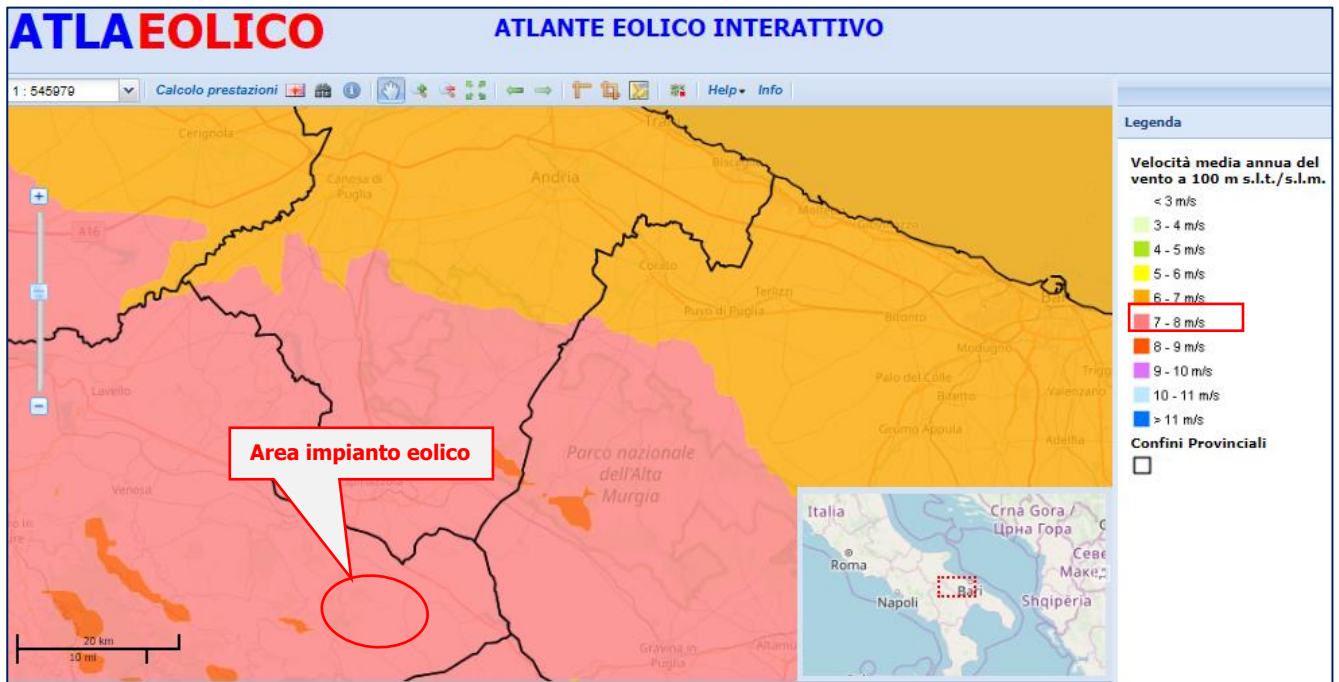 ATLAEOLICO
ATLANTE EOLICO INTERATTIVO
1 : 545979
Calcolo prestazioni
Help
Info
Legenda
Velocità media annua del
vento a 100 m s.l.t./s.l.m.
< 3 m/s
3 - 4 m/s
4 - 5 m/s
5 - 6 m/s
6 - 7 m/s
7 - 8 m/s
8 - 9 m/s
9 - 10 m/s
10 - 11 m/s
> 11 m/s
Confini Provinciali
Cerignola
Canosa di
Puglia
Andria
A16
Corato
Terlizzi
Ruvo di Puglia
Bitonto
Modugno
Palo del Colle
Bitetto
Valenzano
Grumo Appula
Adelfia
Lavello
Venosa
Parco nazionale
dell'Alta
Murgia
Area impianto eolico
Gravina in
Puglia
20 km
10 mi
Italia
Roma
Napoli
Bari
Crna Gora /
Црна Гора
Shqipëria